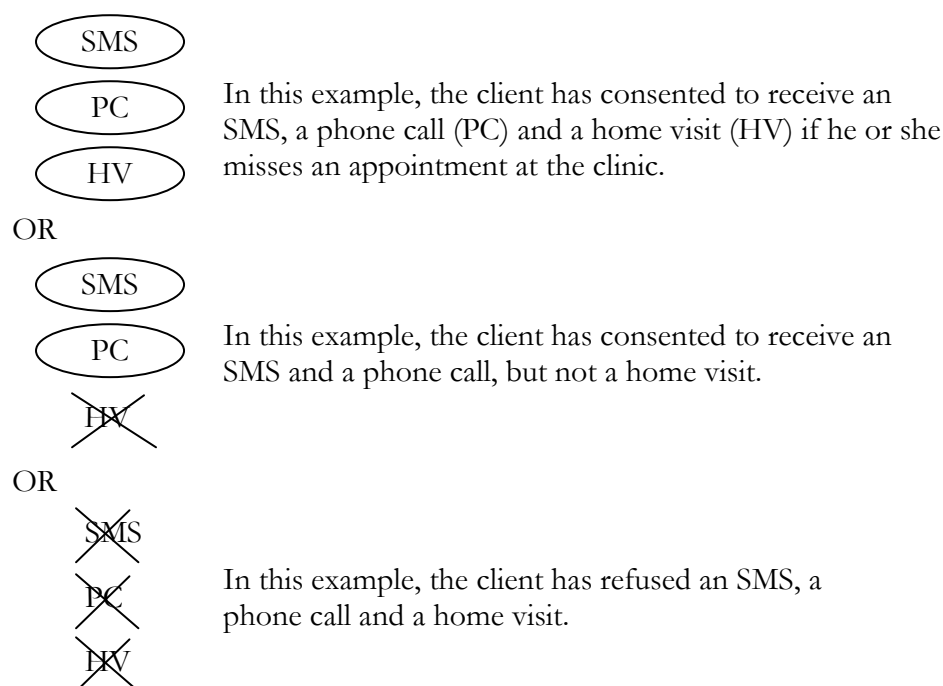 SMS
PC
HV
In this example, the client has consented to receive an
SMS, a phone call (PC) and a home visit (HV) if he or she
misses an appointment at the clinic.
OR
SMS
PC
HV
In this example, the client has consented to receive an
SMS and a phone call, but not a home visit.
OR
SMS
PC
HV
In this example, the client has refused an SMS, a
phone call and a home visit.